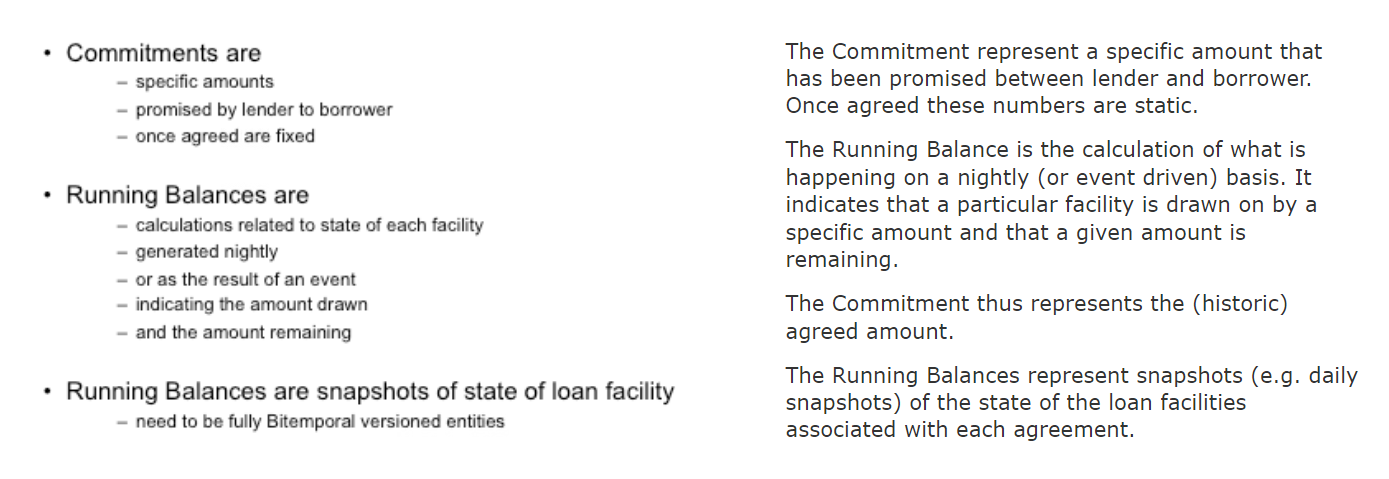 • Commitments are
– specific amounts
– promised by lender to borrower
– once agreed are fixed
• Running Balances are
– calculations related to state of each facility
– generated nightly
– or as the result of an event
– indicating the amount drawn
– and the amount remaining
• Running Balances are snapshots of state of loan facility
– need to be fully Bitemporal versioned entities
The Commitment represent a specific amount that
has been promised between lender and borrower.
Once agreed these numbers are static.
The Running Balance is the calculation of what is
happening on a nightly (or event driven) basis. It
indicates that a particular facility is drawn on by a
specific amount and that a given amount is
remaining.
The Commitment thus represents the (historic)
agreed amount.
The Running Balances represent snapshots (e.g. daily
snapshots) of the state of the loan facilities
associated with each agreement.